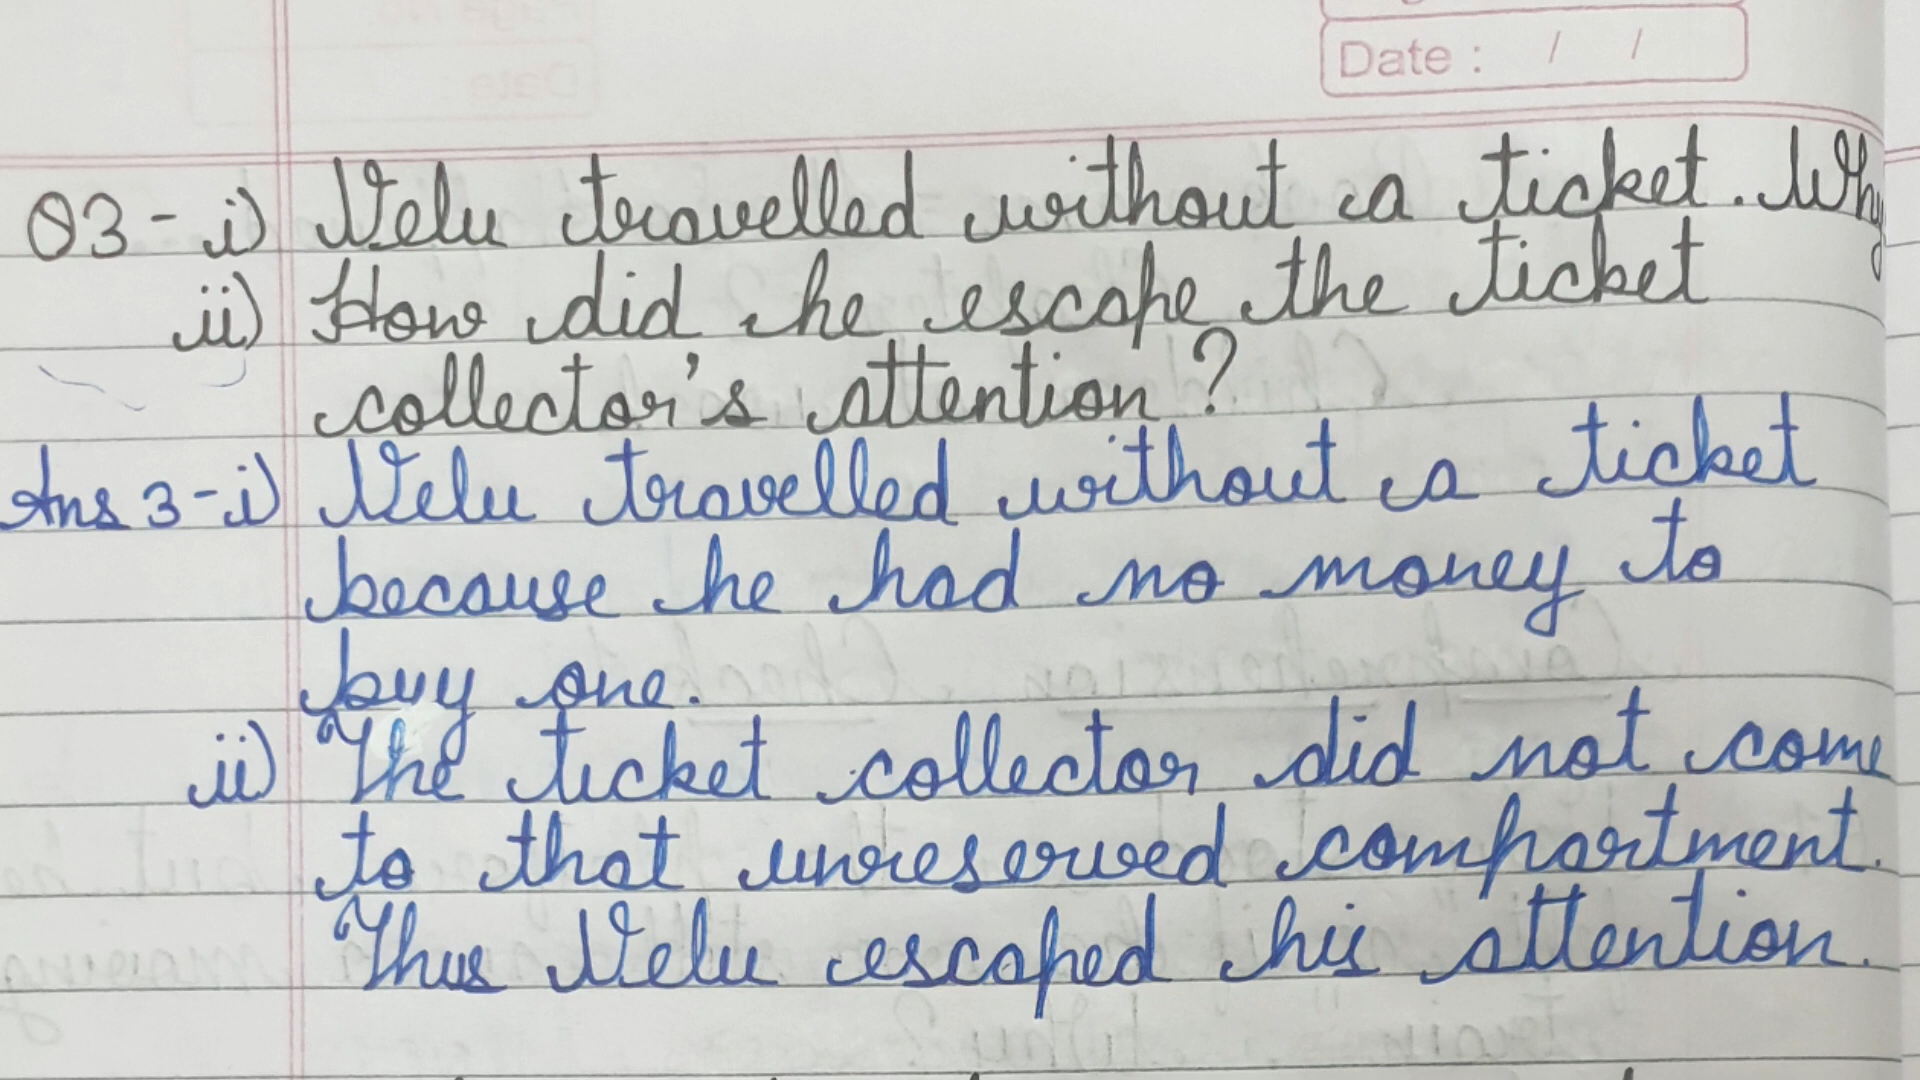 Date : / /
Q3 - i) Velu travelled without a ticket. Why
ii) How did he escape the ticket
collector's attention?
Ans 3 - i) Velu travelled without a ticket
because he had no money to
buy one.
ii) The ticket collector did not come
to that unreserved compartment.
Thus Velu escaped his attention.